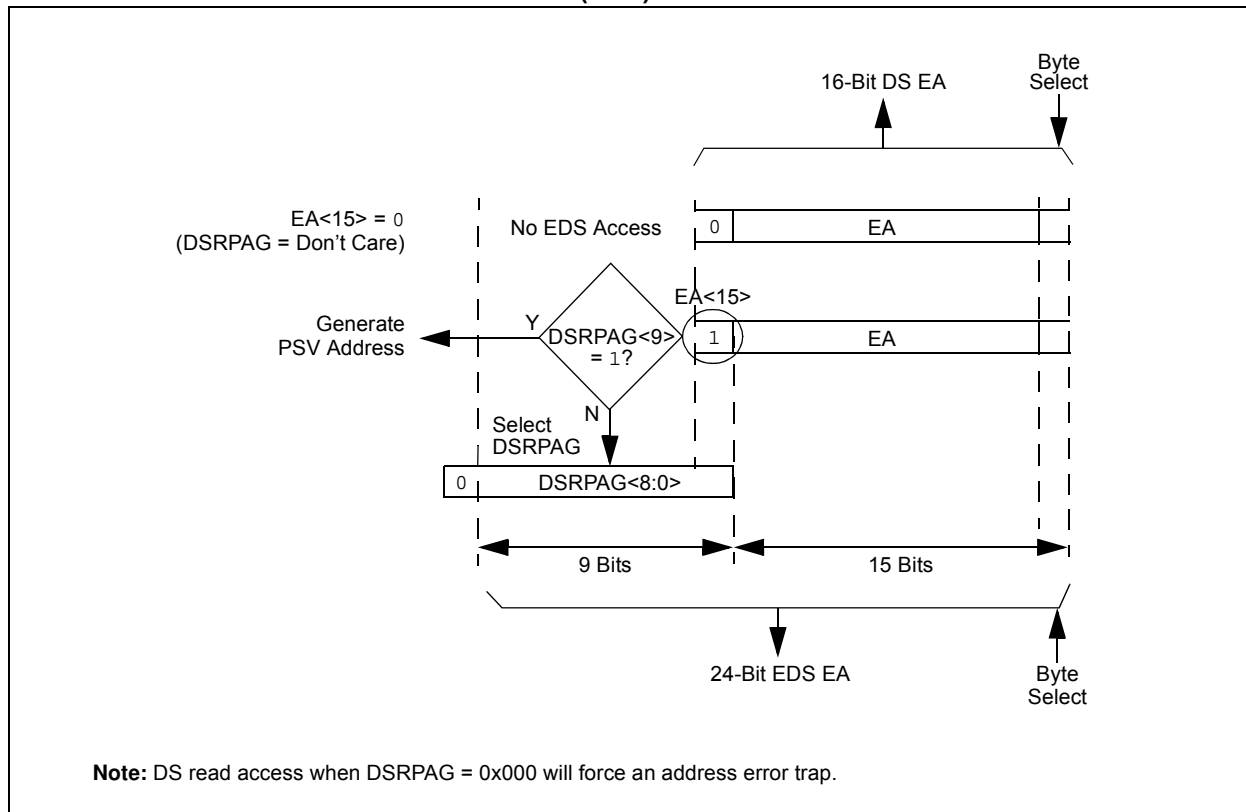 16-Bit DS EA
Byte
Select
EA<15> = 0
(DSRPAG = Don't Care)
No EDS Access
0
EA
EA<15>
Generate
PSV Address
Y
DSRPAG<9>
= 1?
1
EA
N
Select
DSRPAG
0
DSRPAG<8:0>
9 Bits
15 Bits
24-Bit EDS EA
Byte
Select
Note: DS read access when DSRPAG = 0x000 will force an address error trap.